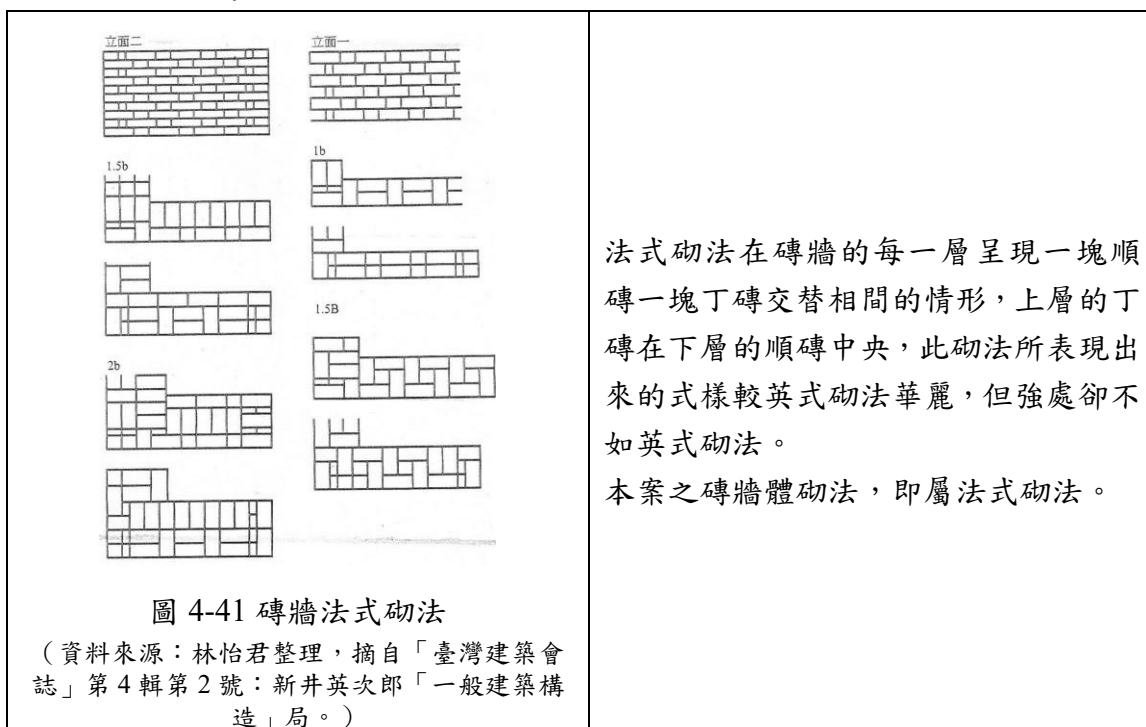 立面二
立面一
1b
1.5b
1.5B
2b
圖 4-41 磚牆法式砌法
（資料來源：林怡君整理，摘自「臺灣建築會
誌」第 4 輯第 2 號：新井英次郎「一般建築構
造」局。）
法式砌法在磚牆的每一層呈現一塊順
磚一塊丁磚交替相間的情形，上層的丁
磚在下層的順磚中央，此砌法所表現出
來的式樣較英式砌法華麗，但強處卻不
如英式砌法。
本案之磚牆體砌法，即屬法式砌法。